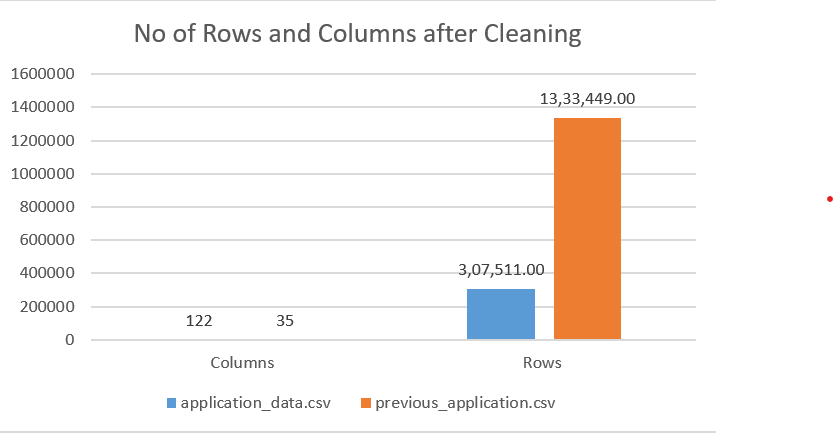 No of Rows and Columns after Cleaning
1600000
1400000
1200000
1000000
800000
600000
400000
200000
0
13,33,449.00
3,07,511.00
122
35
Columns
Rows
application_data.csv
previous_application.csv